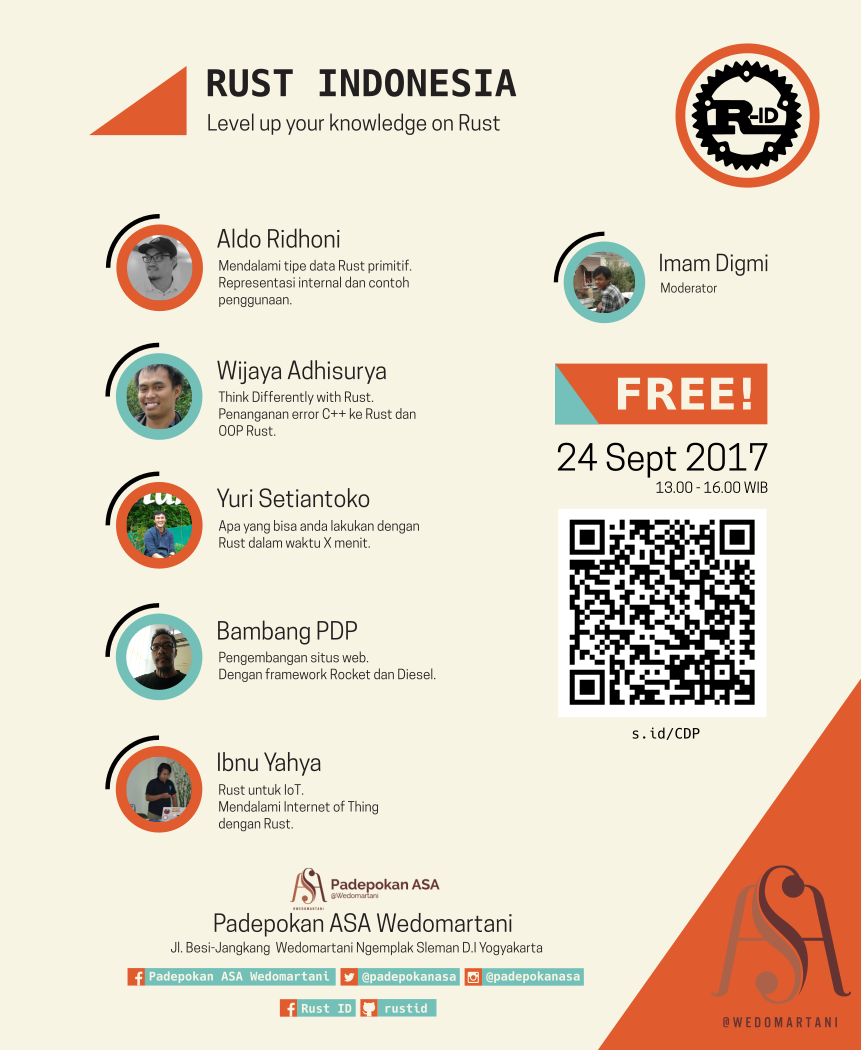 RUST INDONESIA
Level up your knowledge on Rust
R-ID
Aldo Ridhoni
Mendalami tipe data Rust primitif.
Representasi internal dan contoh
penggunaan.
Imam Digmi
Moderator
Wijaya Adhisurya
Think Differently with Rust.
Penanganan error C++ ke Rust dan
OOP Rust.
FREE!
24 Sept 2017
13.00 - 16.00 WIB
Yuri Setiantoko
Apa yang bisa anda lakukan dengan
Rust dalam waktu X menit.
Bambang PDP
Pengembangan situs web.
Dengan framework Rocket dan Diesel.
s.id/CDP
Ibnu Yahya
Rust untuk IoT.
Mendalami Internet of Thing
dengan Rust.
ASA
@WEDOMARTANI
Padepokan ASA
@Wedomartani
Padepokan ASA Wedomartani
Jl. Besi-Jangkang Wedomartani Ngemplak Sleman D.I Yogyakarta
Padepokan ASA Wedomartani @padepokanasa @padepokanasa
Rust ID rustid
ASA
@WEDOMARTANI